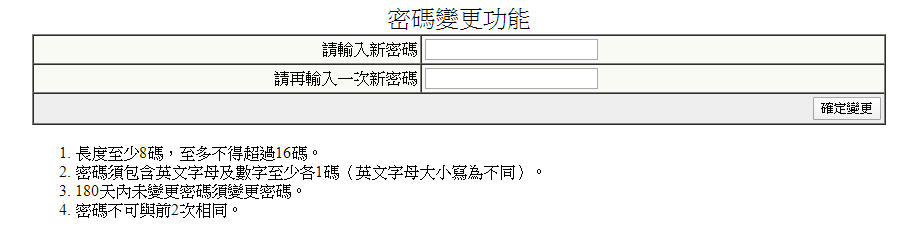 密碼變更功能
請輸入新密碼
請再輸入一次新密碼
確定變更
1. 長度至少8碼，至多不得超過16碼。
2. 密碼須包含英文字母及數字至少各1碼（英文字母大小寫為不同）。
3. 180天內未變更密碼須變更密碼。
4. 密碼不可與前2次相同。